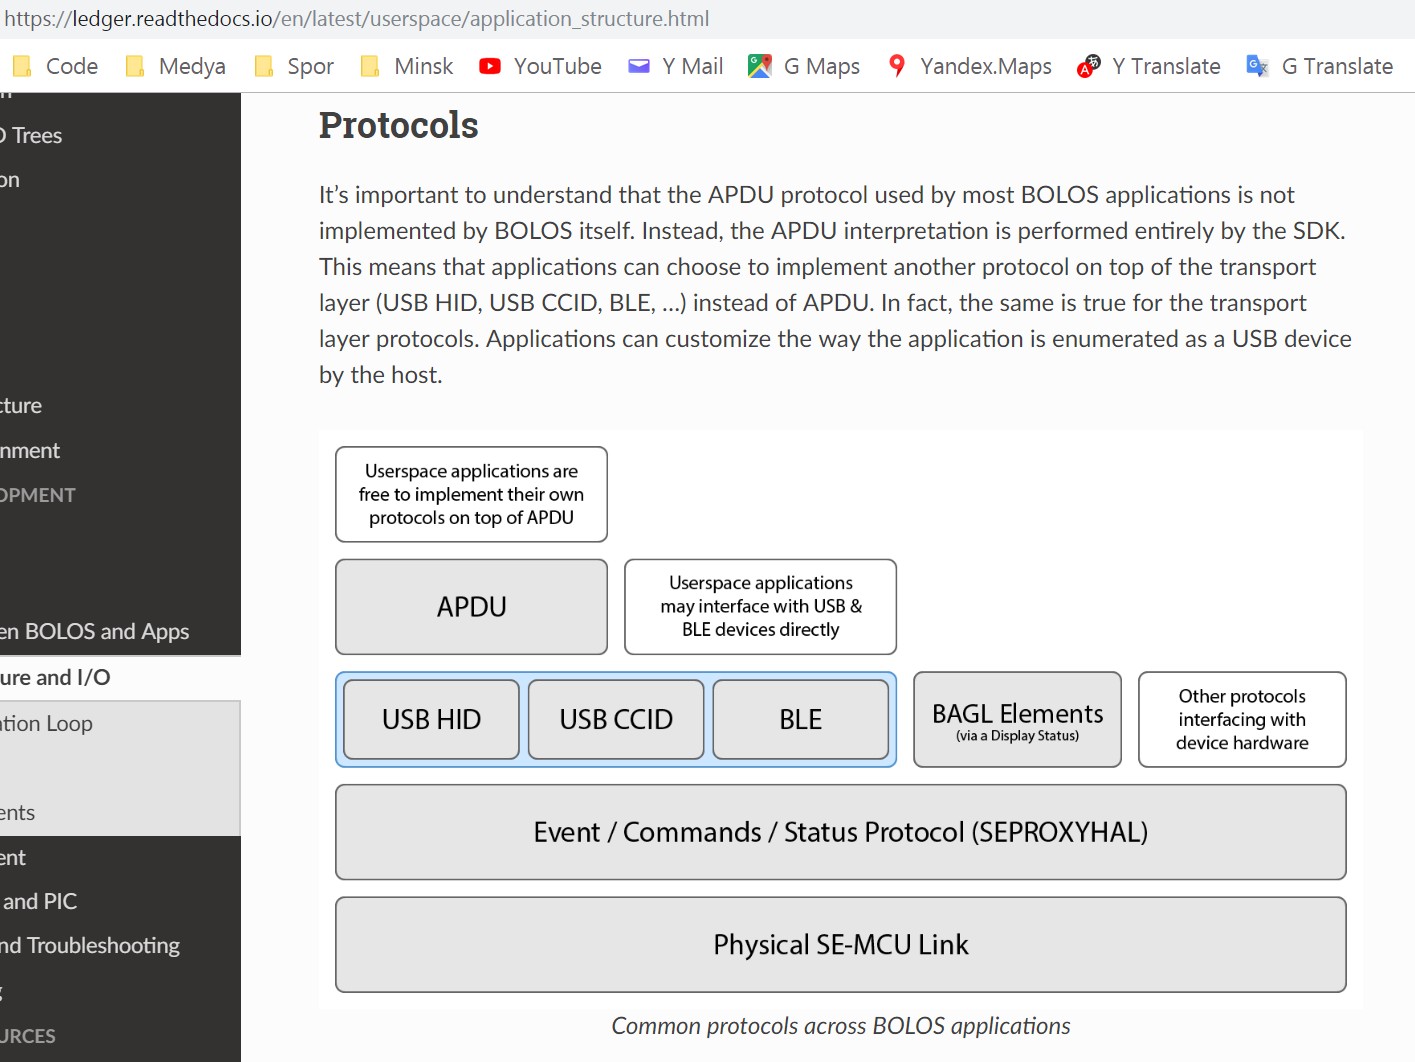 https://ledger.readthedocs.io/en/latest/userspace/application_structure.html
Code Medya Spor Minsk YouTube Y Mail G Maps Yandex.Maps Y Translate G Translate
Trees
Protocols
It's important to understand that the APDU protocol used by most BOLOS applications is not
implemented by BOLOS itself. Instead, the APDU interpretation is performed entirely by the SDK.
This means that applications can choose to implement another protocol on top of the transport
layer (USB HID, USB CCID, BLE, ...) instead of APDU. In fact, the same is true for the transport
layer protocols. Applications can customize the way the application is enumerated as a USB device
by the host.
cture
nment
OPMENT
en BOLOS and Apps
ure and I/O
ation Loop
ents
ent
and PIC
nd Troubleshooting
URCES
Userspace applications are
free to implement their own
protocols on top of APDU
APDU
Userspace applications
may interface with USB &
BLE devices directly
USB HID
USB CCID
BLE
BAGL Elements
(via a Display Status)
Other protocols
interfacing with
device hardware
Event / Commands / Status Protocol (SEPROXYHAL)
Physical SE-MCU Link
Common protocols across BOLOS applications